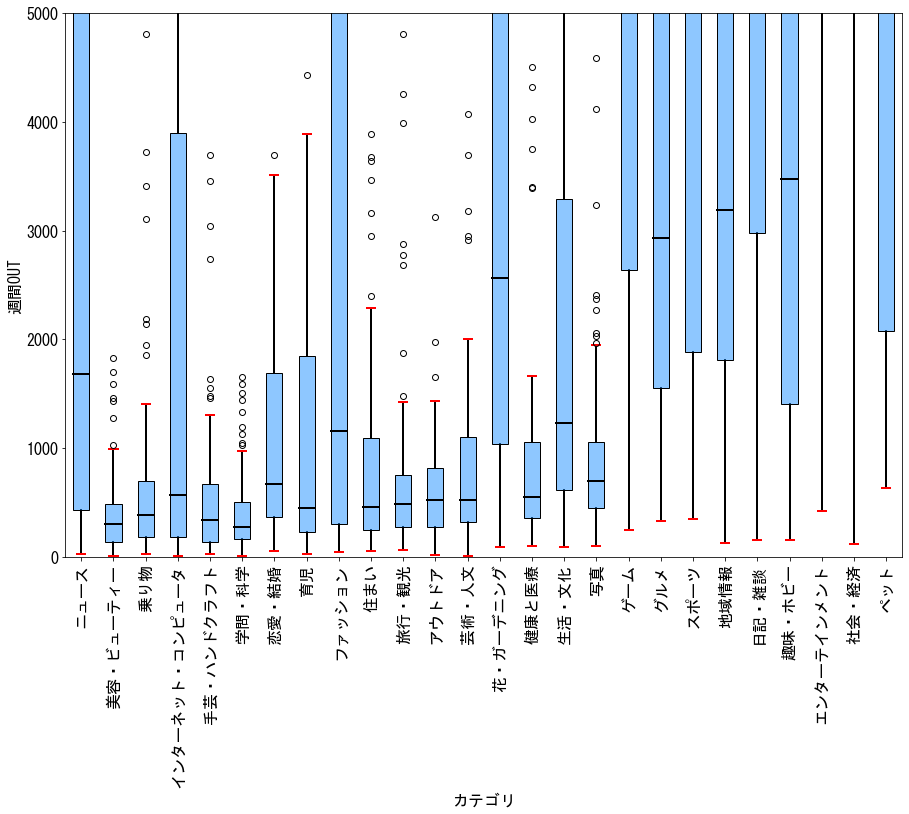 5000
4000
3000
2000
1000
0
週間OUT
ニュース
美容・ビューティー
乗り物
インターネット・コンピュータ
手芸・ハンドクラフト
学問・科学
恋愛・結婚
育児
ファッション
住まい
旅行・観光
アウトドア
芸術・人文
花・ガーデニング
健康と医療
生活・文化
写真
ゲーム
グルメ
スポーツ
地域情報
日記・雑談
趣味・ホビー
エンターテインメント
社会・経済
ペット
カテゴリ